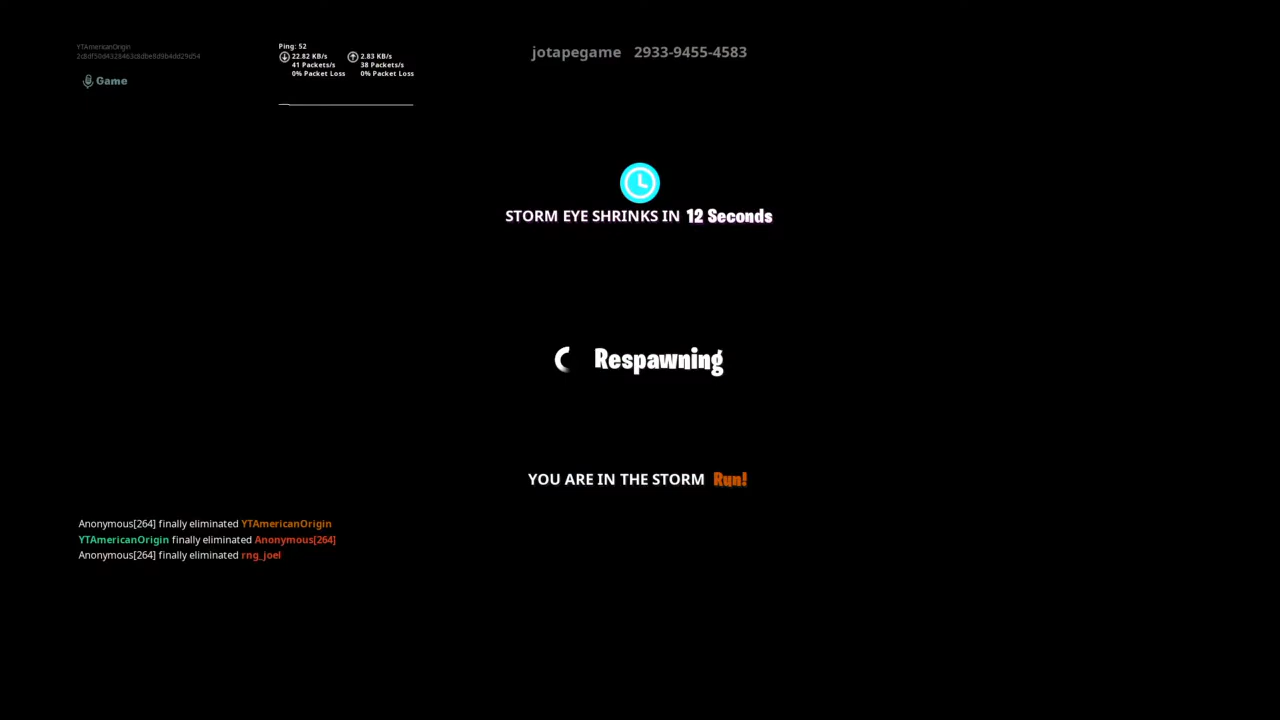 YTAmericanOrigin
Game
Ping: 52
22.82 KB/s
41 Packets/s
0% Packet Loss
2.83 KB/s
38 Packets/s
0% Packet Loss
jotapegame 2933-9455-4583
STORM EYE SHRINKS IN 12 Seconds
Respawning
YOU ARE IN THE STORM Run!
Anonymous[264] finally eliminated YTAmericanOrigin
YTAmericanOrigin finally eliminated Anonymous[264]
Anonymous[264] finally eliminated rng_joel